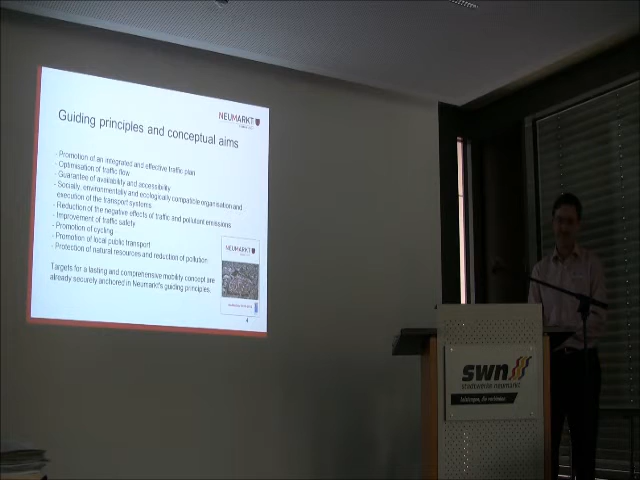 NEUMARKT
Guiding principles and conceptual aims
- Promotion of an integrated and effective traffic plan
- Optimisation of traffic flow
- Guarantee of availability and accessibility
- Socially, environmentally and ecologically compatible organisation and
execution of the transport systems
- Reduction of the negative effects of traffic and pollutant emissions
- Improvement of traffic safety
- Promotion of cycling
- Promotion of local public transport
- Protection of natural resources and reduction of pollution
Targets for a lasting and comprehensive mobility concept are
already securely anchored in Neumarkt's guiding principles.
NEUMARKT
4
swn
stadtwerke neumarkt